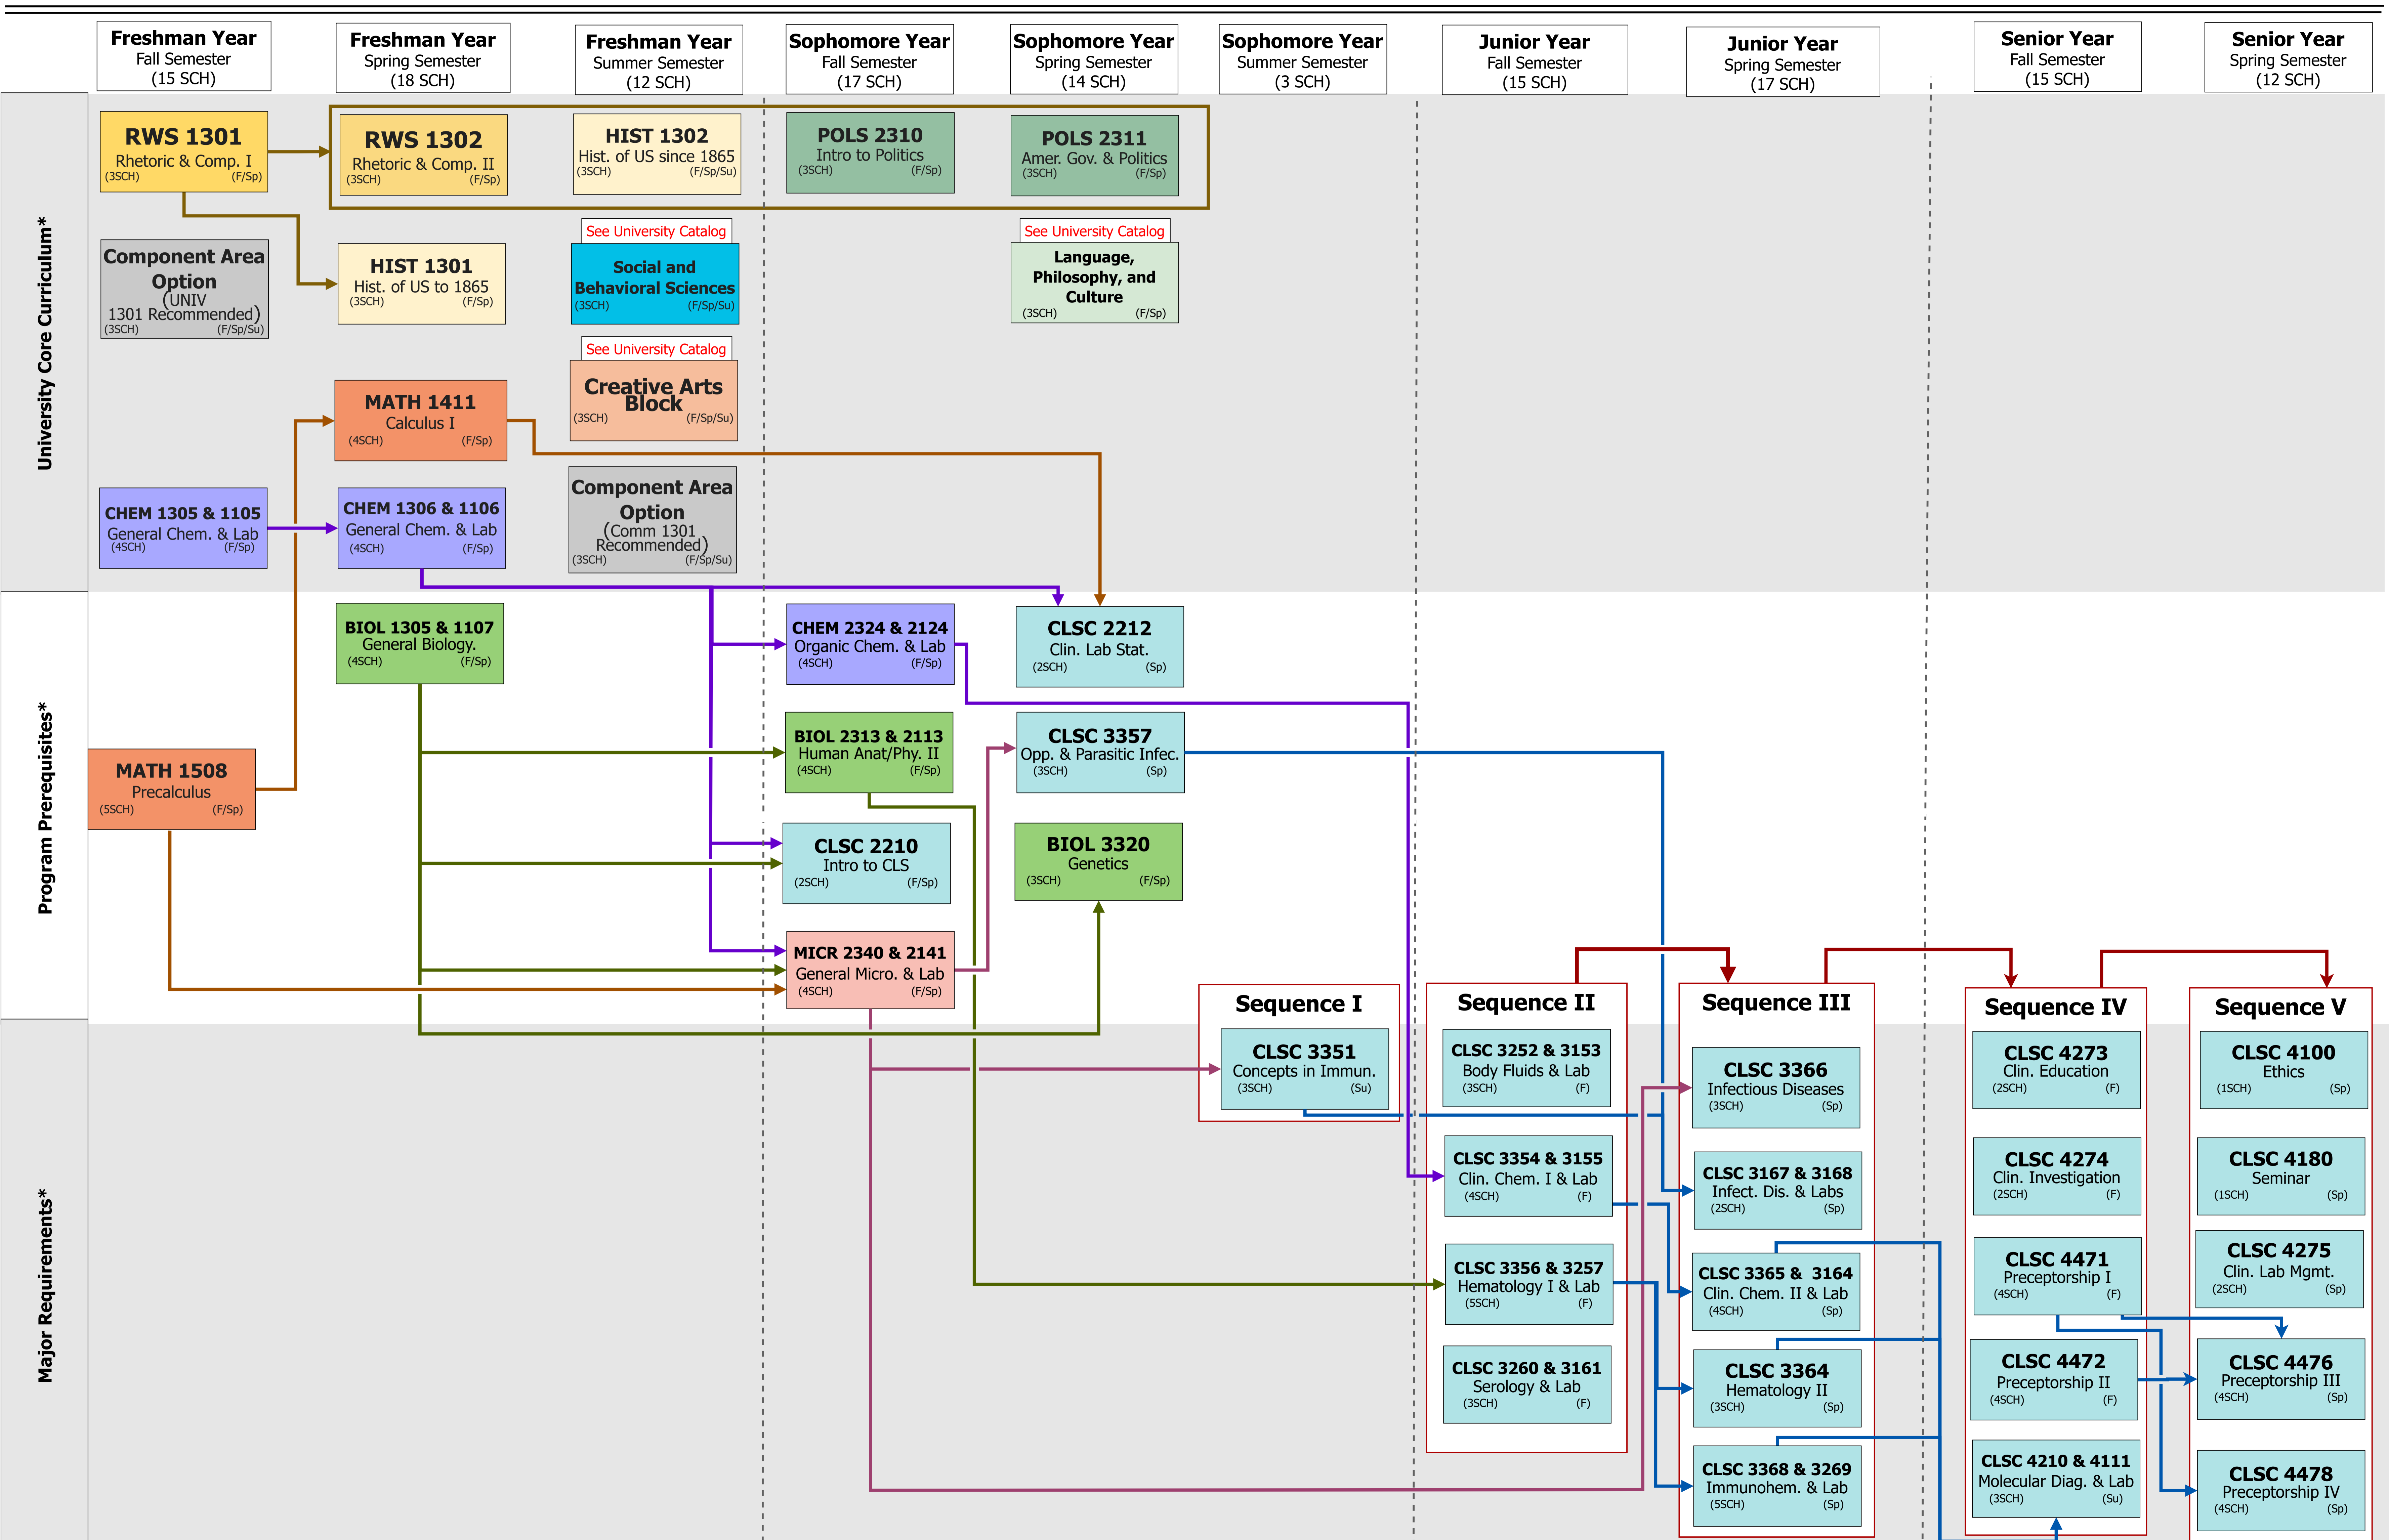 Freshman Year
Fall Semester
(15 SCH)
Freshman Year
Spring Semester
(18 SCH)
Freshman Year
Summer Semester
(12 SCH)
Sophomore Year
Fall Semester
(17 SCH)
Sophomore Year
Spring Semester
(14 SCH)
Sophomore Year
Summer Semester
(3 SCH)
Junior Year
Fall Semester
(15 SCH)
Junior Year
Spring Semester
(17 SCH)
Senior Year
Fall Semester
(15 SCH)
Senior Year
Spring Semester
(12 SCH)
University Core Curriculum*
RWS 1301
Rhetoric & Comp. I
(3SCH) (F/Sp)
RWS 1302
Rhetoric & Comp. II
(3SCH) (F/Sp)
HIST 1302
Hist. of US since 1865
(3SCH) (F/Sp/Su)
POLS 2310
Intro to Politics
(3SCH) (F/Sp)
POLS 2311
Amer. Gov. & Politics
(3SCH) (F/Sp)
Component Area
Option
(UNIV
1301 Recommended)
(3SCH) (F/Sp/Su)
HIST 1301
Hist. of US to 1865
(3SCH) (F/Sp)
See University Catalog
Social and
Behavioral Sciences
(3SCH) (F/Sp/Su)
See University Catalog
Language,
Philosophy, and
Culture
(3SCH) (F/Sp)
MATH 1411
Calculus I
(4SCH) (F/Sp)
See University Catalog
Creative Arts
Block
(3SCH) (F/Sp/Su)
CHEM 1305 & 1105
General Chem. & Lab
(4SCH) (F/Sp)
CHEM 1306 & 1106
General Chem. & Lab
(4SCH) (F/Sp)
Component Area
Option
(Comm 1301
Recommended)
(3SCH) (F/Sp/Su)
Program Prerequisites*
BIOL 1305 & 1107
General Biology.
(4SCH) (F/Sp)
CHEM 2324 & 2124
Organic Chem. & Lab
(4SCH) (F/Sp)
CLSC 2212
Clin. Lab Stat.
(2SCH) (Sp)
MATH 1508
Precalculus
(5SCH) (F/Sp)
BIOL 2313 & 2113
Human Anat/Phy. II
(4SCH) (F/Sp)
CLSC 3357
Opp. & Parasitic Infec.
(3SCH) (Sp)
CLSC 2210
Intro to CLS
(2SCH) (F/Sp)
BIOL 3320
Genetics
(3SCH) (F/Sp)
MICR 2340 & 2141
General Micro. & Lab
(4SCH) (F/Sp)
Major Requirements*
Sequence I
CLSC 3351
Concepts in Immun.
(3SCH) (Su)
Sequence II
CLSC 3252 & 3153
Body Fluids & Lab
(3SCH) (F)
CLSC 3354 & 3155
Clin. Chem. I & Lab
(4SCH) (F)
CLSC 3356 & 3257
Hematology I & Lab
(5SCH) (F)
CLSC 3260 & 3161
Serology & Lab
(3SCH) (F)
Sequence III
CLSC 3366
Infectious Diseases
(3SCH) (Sp)
CLSC 3167 & 3168
Infect. Dis. & Labs
(2SCH) (Sp)
CLSC 3365 & 3164
Clin. Chem. II & Lab
(4SCH) (Sp)
CLSC 3364
Hematology II
(3SCH) (Sp)
CLSC 3368 & 3269
Immunohem. & Lab
(5SCH) (Sp)
Sequence IV
CLSC 4273
Clin. Education
(2SCH) (F)
CLSC 4274
Clin. Investigation
(2SCH) (F)
CLSC 4471
Preceptorship I
(4SCH) (F)
CLSC 4472
Preceptorship II
(4SCH) (F)
CLSC 4210 & 4111
Molecular Diag. & Lab
(3SCH) (Su)
Sequence V
CLSC 4100
Ethics
(1SCH) (Sp)
CLSC 4180
Seminar
(1SCH) (Sp)
CLSC 4275
Clin. Lab Mgmt.
(2SCH) (Sp)
CLSC 4476
Preceptorship III
(4SCH) (Sp)
CLSC 4478
Preceptorship IV
(4SCH) (Sp)